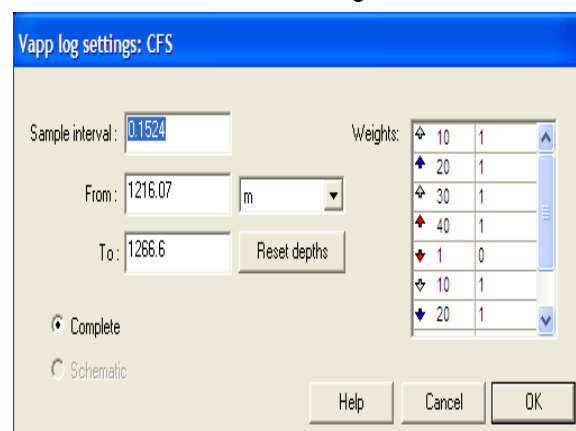 Vapp log settings: CFS
Sample interval: 0.1524
From: 1216.07 m
To: 1266.6 Reset depths
Complete
Schematic
Weights:
10 1
20 1
30 1
40 1
1 0
10 1
20 1
Help Cancel OK